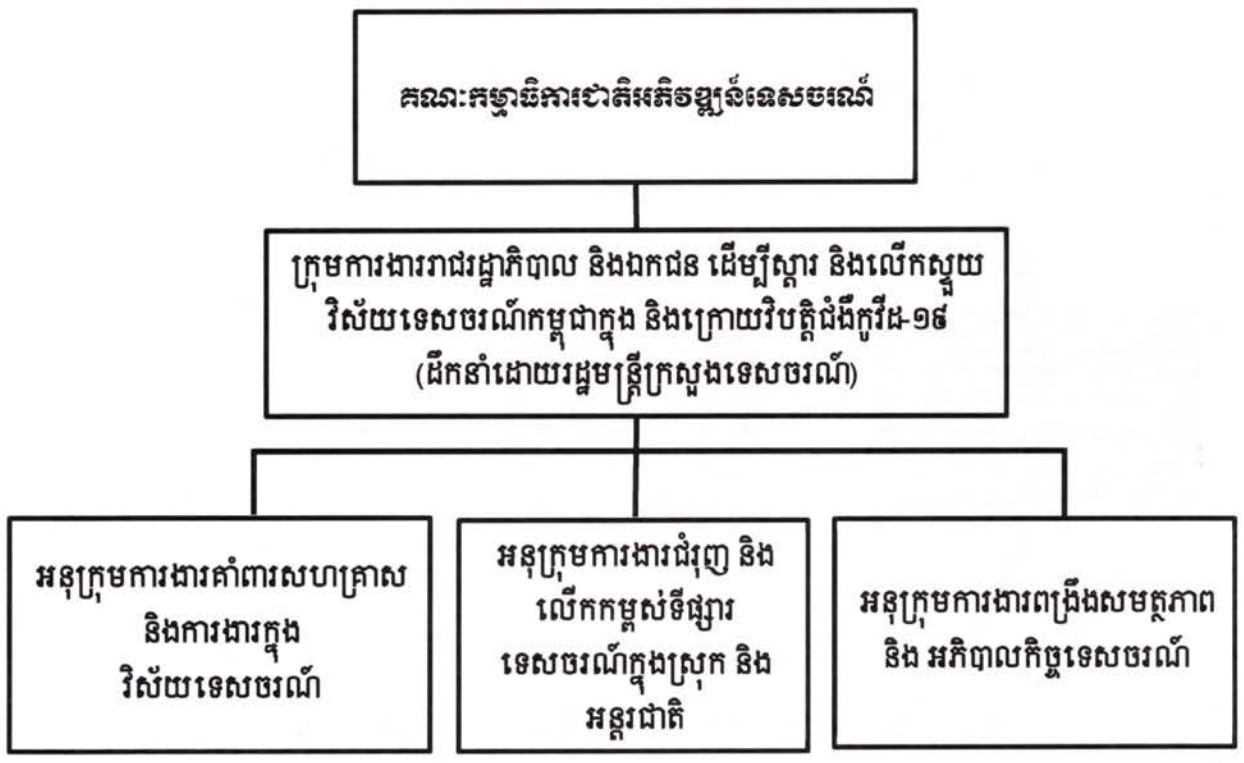 គណៈកម្មាធិការជាតិអភិវឌ្ឍន៍ទេសចរណ៍
ក្រុមការងាររាជរដ្ឋាភិបាល និងឯកជន ដើម្បីស្តារ និងលើកស្ទួយ
វិស័យទេសចរណ៍កម្ពុជាក្នុង និងក្រោយវិបត្តិជំងឺកូវីដ-១៩
(ដឹកនាំដោយរដ្ឋមន្ត្រីក្រសួងទេសចរណ៍)
អនុក្រុមការងារគាំពារសហគ្រាស
និងការងារក្នុង
វិស័យទេសចរណ៍
អនុក្រុមការងារជំរុញ និង
លើកកម្ពស់ទីផ្សារ
ទេសចរណ៍ក្នុងស្រុក និង
អន្តរជាតិ
អនុក្រុមការងារពង្រឹងសមត្ថភាព
និង អភិបាលកិច្ចទេសចរណ៍